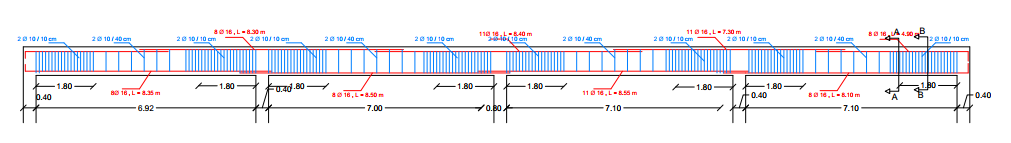 8 Ø 16 , L = 8.30 m
11Ø 16 , L = 8.40 m
11 Ø 16 , L = 7.30 m
8 Ø 16 , L = 4.90
A
B
2 Ø 10 / 10 cm
2 Ø 10 / 40 cm
2 Ø 10 / 10 cm
2 Ø 10 / 10 cm
2 Ø 10 / 40 cm
2 Ø 10 / 10 cm
2 Ø 10 / 10 cm
2 Ø 10 / 40 cm
2 Ø 10 / 10 cm
2 Ø 10 / 10 cm
2 Ø 10 / 40 cm
2 Ø 10 / 10 cm
1.80
8Ø 16 , L = 8.35 m
1.80
0.40
1.80
8 Ø 16 , L = 8.50 m
1.80
1.80
11 Ø 16 , L = 8.55 m
1.80
0.40
1.80
8 Ø 16 , L = 8.10 m
1.80
A
B
0.40
0.40
6.92
7.00
0.80
7.10
7.10